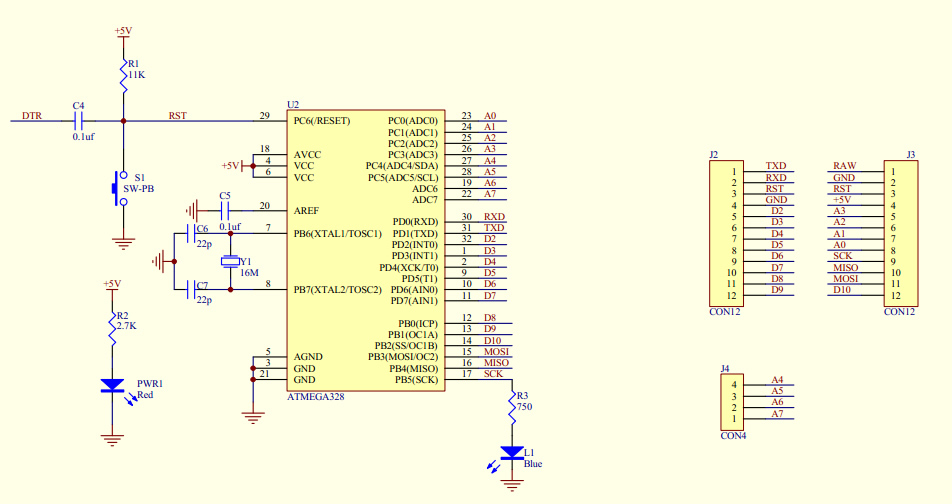 +5V
R1
11K
DTR
C4
0.1uf
RST
S1
SW-PB
U2
29 PC6(/RESET)
18 AVCC
+5V 4 VCC
6 VCC
20 AREF
7 PB6(XTAL1/TOSC1)
8 PB7(XTAL2/TOSC2)
5 AGND
3 GND
21 GND
PC0(ADC0) 23 A0
PC1(ADC1) 24 A1
PC2(ADC2) 25 A2
PC3(ADC3) 26 A3
PC4(ADC4/SDA) 27 A4
PC5(ADC5/SCL) 28 A5
ADC6 19 A6
ADC7 22 A7
PD0(RXD) 30 RXD
PD1(TXD) 31 TXD
PD2(INT0) 32 D2
PD3(INT1) 1 D3
PD4(XCK/T0) 2 D4
PD5(T1) 9 D5
PD6(AIN0) 10 D6
PD7(AIN1) 11 D7
PB0(ICP) 12 D8
PB1(OC1A) 13 D9
PB2(SS/OC1B) 14 D10
PB3(MOSI/OC2) 15 MOSI
PB4(MISO) 16 MISO
PB5(SCK) 17 SCK
ATMEGA328
C5
0.1uf
C6
22p
Y1
16M
C7
22p
+5V
R2
2.7K
PWR1
Red
R3
750
L1
Blue
J2
1 TXD
2 RXD
3 RST
4 GND
5 D2
6 D3
7 D4
8 D5
9 D6
10 D7
11 D8
12 D9
CON12
J3
RAW 1
GND 2
RST 3
+5V 4
A3 5
A2 6
A1 7
A0 8
SCK 9
MISO 10
MOSI 11
D10 12
CON12
J4
4 A4
3 A5
2 A6
1 A7
CON4